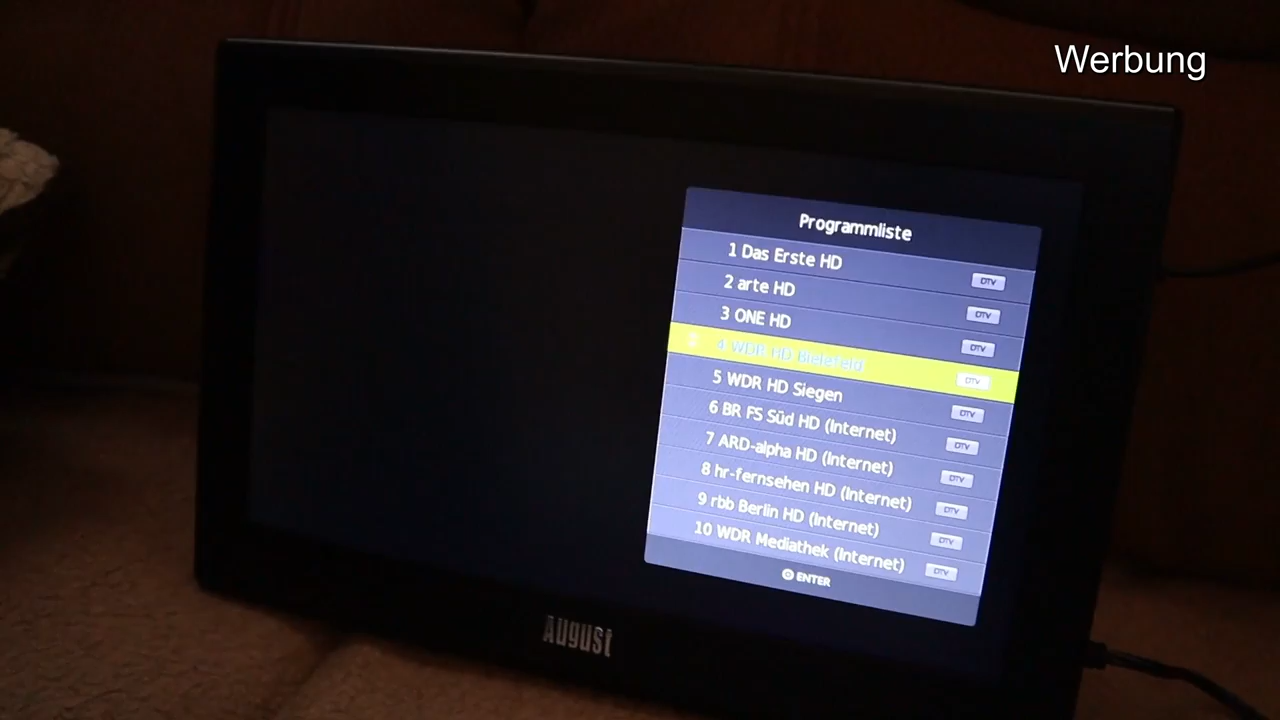 Werbung
Programmliste
1 Das Erste HD DTV
2 arte HD DTV
3 ONE HD DTV
4 WDR HD Bielefeld DTV
5 WDR HD Siegen DTV
6 BR FS Süd HD (Internet) DTV
7 ARD-alpha HD (Internet) DTV
8 hr-fernsehen HD (Internet) DTV
9 rbb Berlin HD (Internet) DTV
10 WDR Mediathek (Internet) DTV
ENTER
August